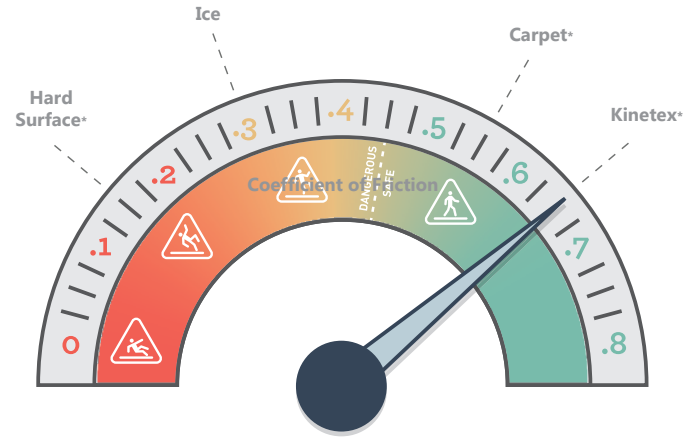 Ice
Carpet*
Hard
Surface*
Kinetex*
0
.1
.2
.3
.4
.5
.6
.7
.8
Coefficient of Friction
DANGEROUS
SAFE